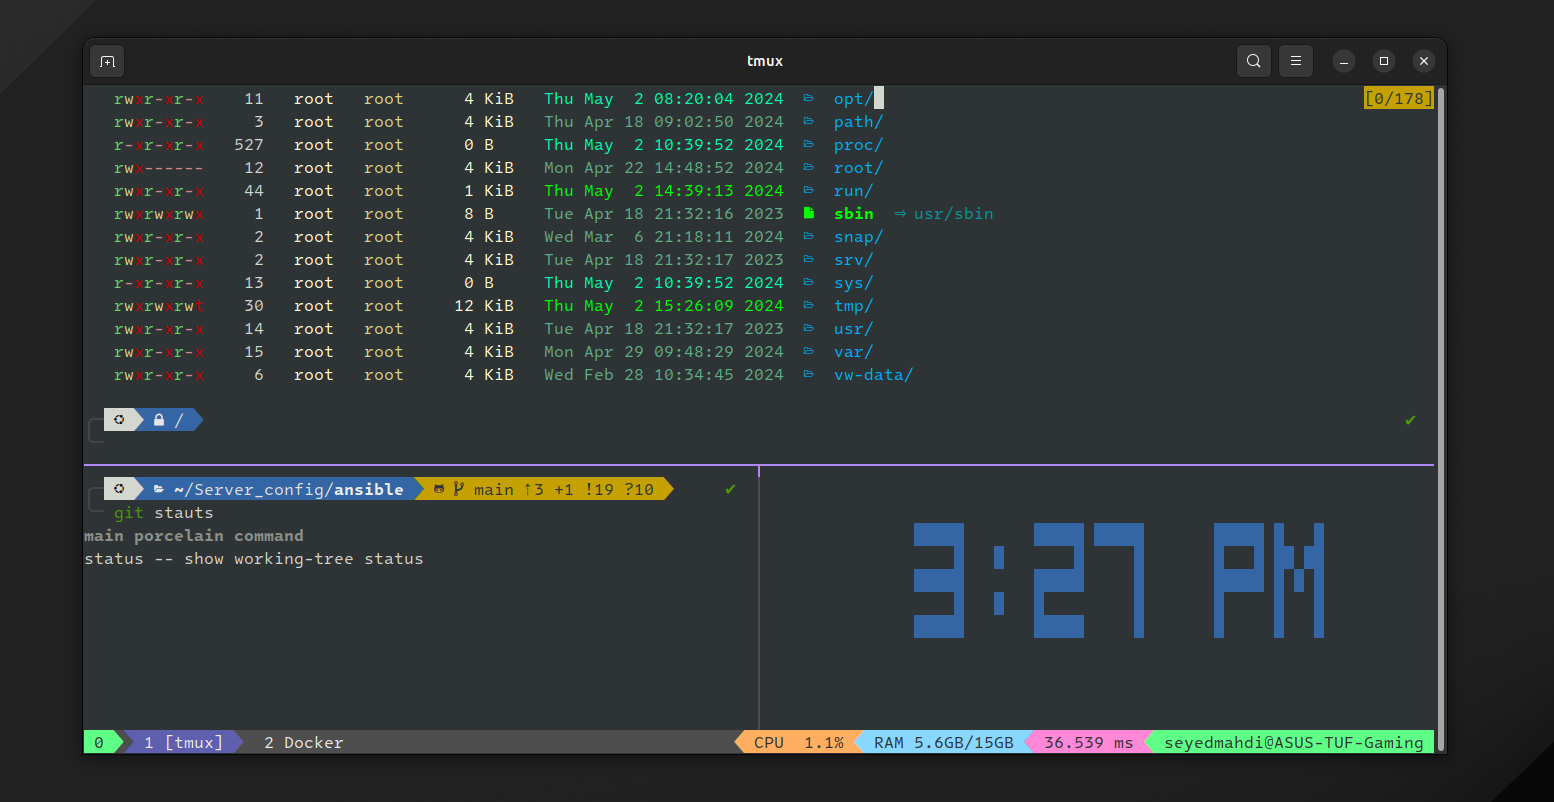 tmux
rwxr-xr-x 11 root root 4 KiB Thu May 2 08:20:04 2024 opt/ [0/178]
rwxr-xr-x 3 root root 4 KiB Thu Apr 18 09:02:50 2024 path/
r-xr-xr-x 527 root root 0 B Thu May 2 10:39:52 2024 proc/
rwx------ 12 root root 4 KiB Mon Apr 22 14:48:52 2024 root/
rwxr-xr-x 44 root root 1 KiB Thu May 2 14:39:13 2024 run/
rwxrwxrwx 1 root root 8 B Tue Apr 18 21:32:16 2023 sbin ⇒ usr/sbin
rwxr-xr-x 2 root root 4 KiB Wed Mar 6 21:18:11 2024 snap/
rwxr-xr-x 2 root root 4 KiB Tue Apr 18 21:32:17 2023 srv/
r-xr-xr-x 13 root root 0 B Thu May 2 10:39:52 2024 sys/
rwxrwxrwt 30 root root 12 KiB Thu May 2 15:26:09 2024 tmp/
rwxr-xr-x 14 root root 4 KiB Tue Apr 18 21:32:17 2023 usr/
rwxr-xr-x 15 root root 4 KiB Mon Apr 29 09:48:29 2024 var/
rwxr-xr-x 6 root root 4 KiB Wed Feb 28 10:34:45 2024 vw-data/
/ ✔
~/Server_config/ansible main ↑3 +1 !19 ?10 ✔
git stauts
main porcelain command
status -- show working-tree status
3:27 PM
0 1 [tmux] 2 Docker CPU 1.1% RAM 5.6GB/15GB 36.539 ms seyedmahdi@ASUS-TUF-Gaming